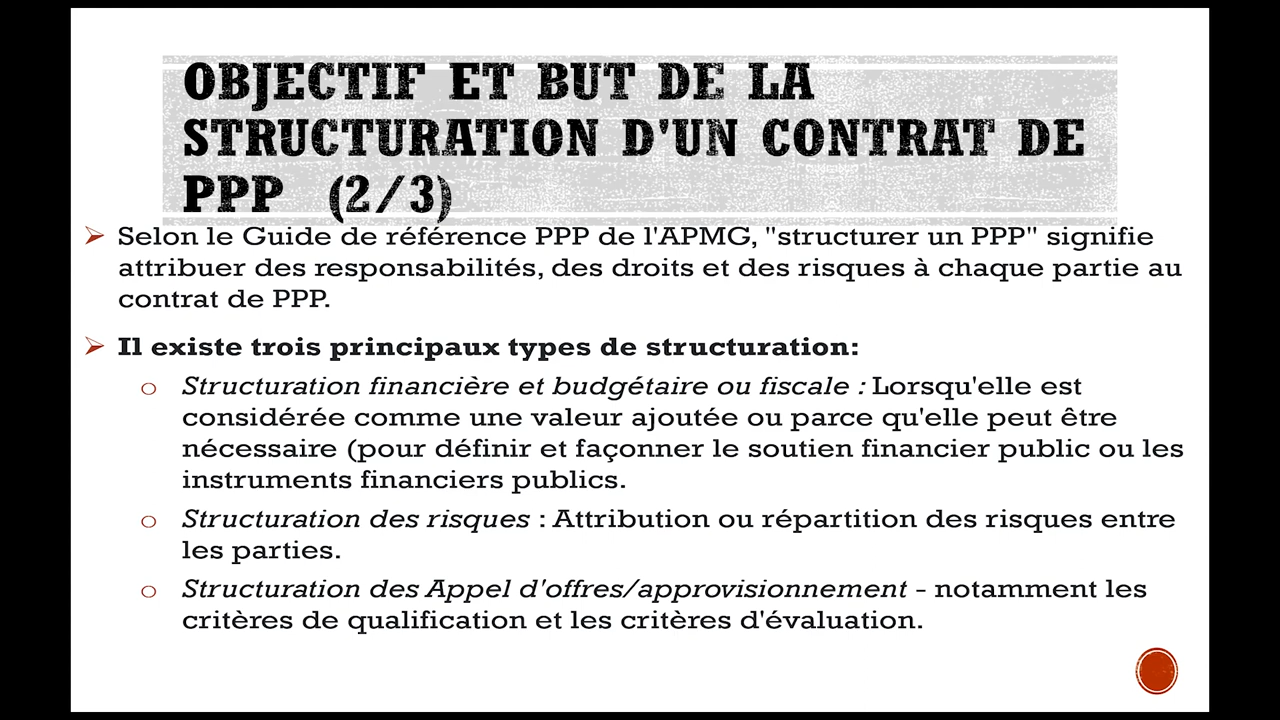 OBJECTIF ET BUT DE LA
STRUCTURATION D'UN CONTRAT DE
PPP (2/3)
Selon le Guide de référence PPP de l'APMG, "structurer un PPP" signifie
attribuer des responsabilités, des droits et des risques à chaque partie au
contrat de PPP.
Il existe trois principaux types de structuration:
Structuration financière et budgétaire ou fiscale : Lorsqu'elle est
considérée comme une valeur ajoutée ou parce qu'elle peut être
nécessaire (pour définir et façonner le soutien financier public ou les
instruments financiers publics.
Structuration des risques : Attribution ou répartition des risques entre
les parties.
Structuration des Appel d'offres/approvisionnement - notamment les
critères de qualification et les critères d'évaluation.